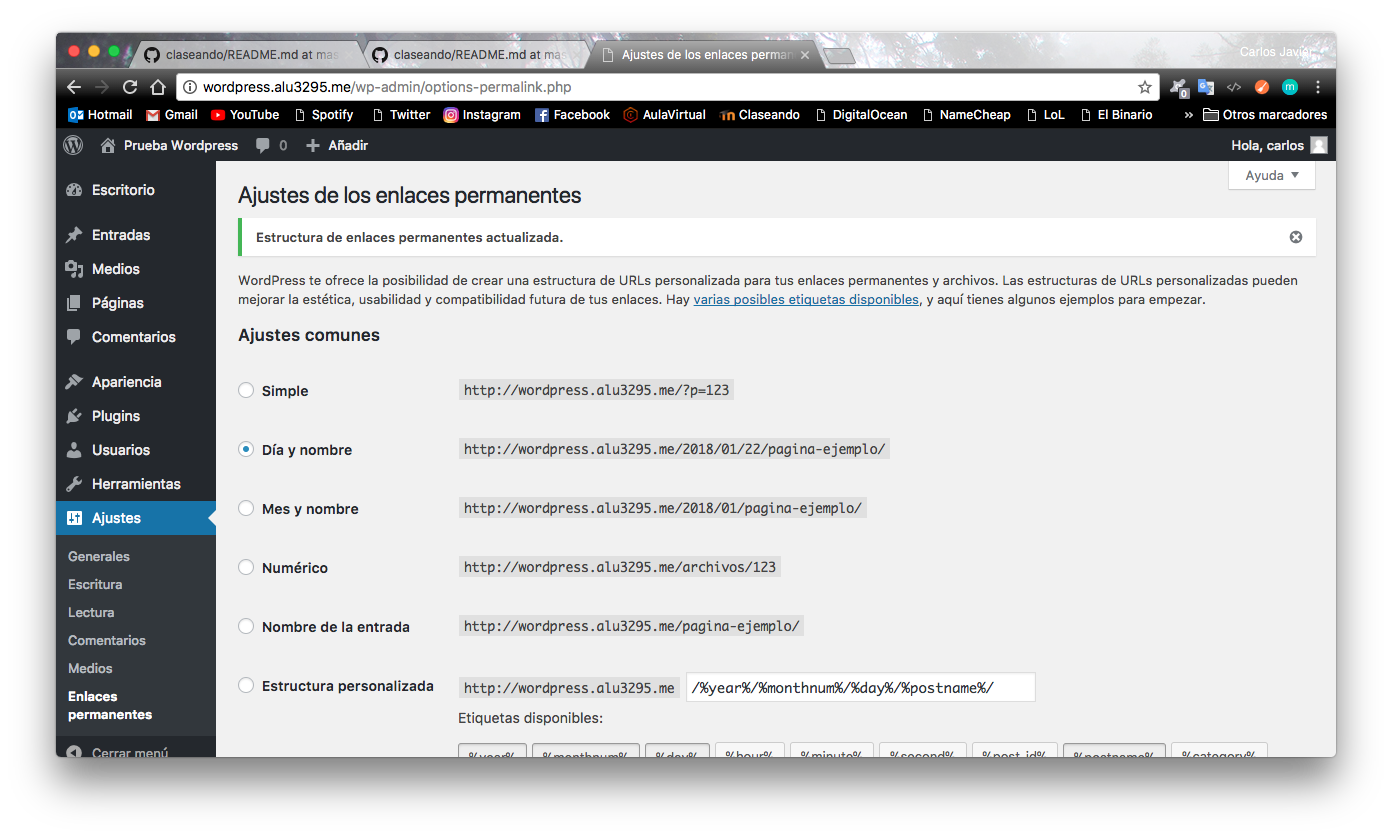 claseando/README.md at mas
claseando/README.md at mas
Ajustes de los enlaces perman
Carlos Javier
wordpress.alu3295.me/wp-admin/options-permalink.php
0
m
Hotmail Gmail YouTube Spotify Twitter Instagram Facebook AulaVirtual Claseando DigitalOcean NameCheap LoL El Binario » Otros marcadores
Prueba Wordpress 0 + Añadir Hola, carlos
Ayuda ▼
Escritorio
Entradas
Medios
Páginas
Comentarios
Apariencia
Plugins
Usuarios
Herramientas
Ajustes
Generales
Escritura
Lectura
Comentarios
Medios
Enlaces
permanentes
Cerrar menú
Ajustes de los enlaces permanentes
Estructura de enlaces permanentes actualizada.
WordPress te ofrece la posibilidad de crear una estructura de URLs personalizada para tus enlaces permanentes y archivos. Las estructuras de URLs personalizadas pueden
mejorar la estética, usabilidad y compatibilidad futura de tus enlaces. Hay varias posibles etiquetas disponibles, y aquí tienes algunos ejemplos para empezar.
Ajustes comunes
Simple http://wordpress.alu3295.me/?p=123
Día y nombre http://wordpress.alu3295.me/2018/01/22/pagina-ejemplo/
Mes y nombre http://wordpress.alu3295.me/2018/01/pagina-ejemplo/
Numérico http://wordpress.alu3295.me/archivos/123
Nombre de la entrada http://wordpress.alu3295.me/pagina-ejemplo/
Estructura personalizada http://wordpress.alu3295.me /%year%/%monthnum%/%day%/%postname%/
Etiquetas disponibles:
%year% %monthnum% %day% %hour% %minute% %second% %post_id% %postname% %category%